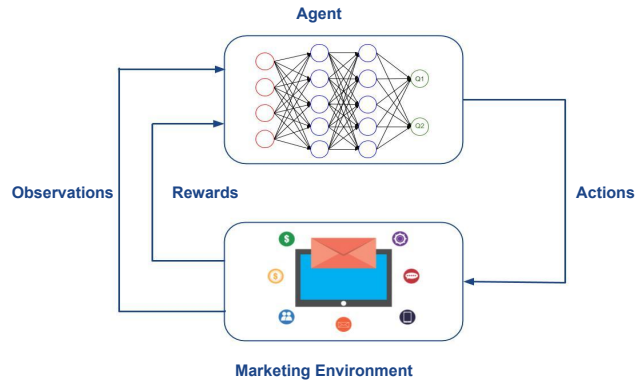 Agent
Q1
Q2
Observations
Rewards
Actions
$
$
Marketing Environment